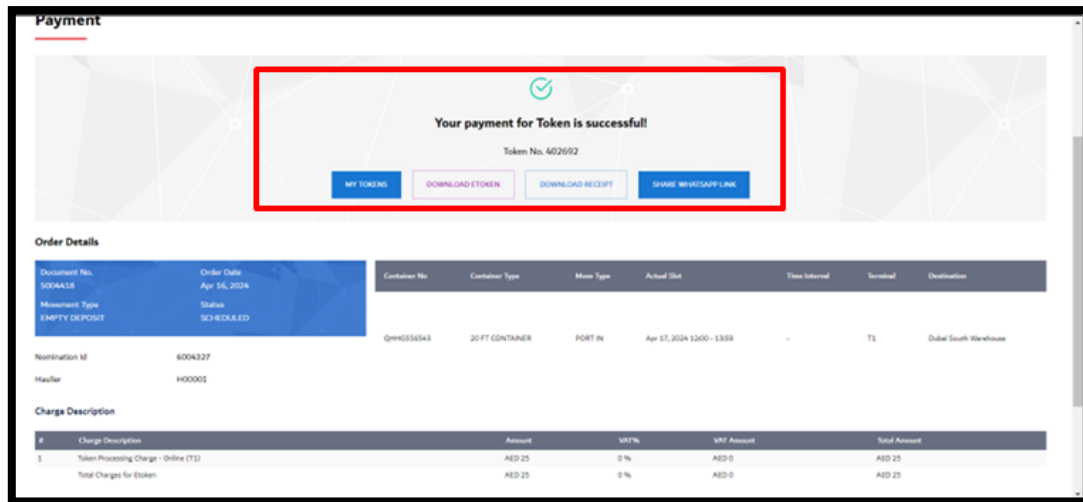 Payment
Your payment for Token is successful!
Token No. 402692
MY TOKENS DOWNLOAD ETOKEN DOWNLOAD RECEIPT SHARE WHATSAPP LINK
Order Details
Document No. Order Date
5004418 Apr 16, 2024
Movement Type Status
EMPTY DEPOSIT SCHEDULED
Container No Container Type Move Type Actual Slot Time Interval Terminal Destination
QHHG556543 20 FT CONTAINER PORT IN Apr 17, 2024 12:00 - 13:59 - T1 Dubai South Warehouse
Nomination Id 6004327
Haulier H00001
Charge Description
# Charge Description Amount VAT% VAT Amount Total Amount
1 Token Processing Charge - Online (T1) AED 25 0 % AED 0 AED 25
Total Charges for Etoken AED 25 0 % AED 0 AED 25